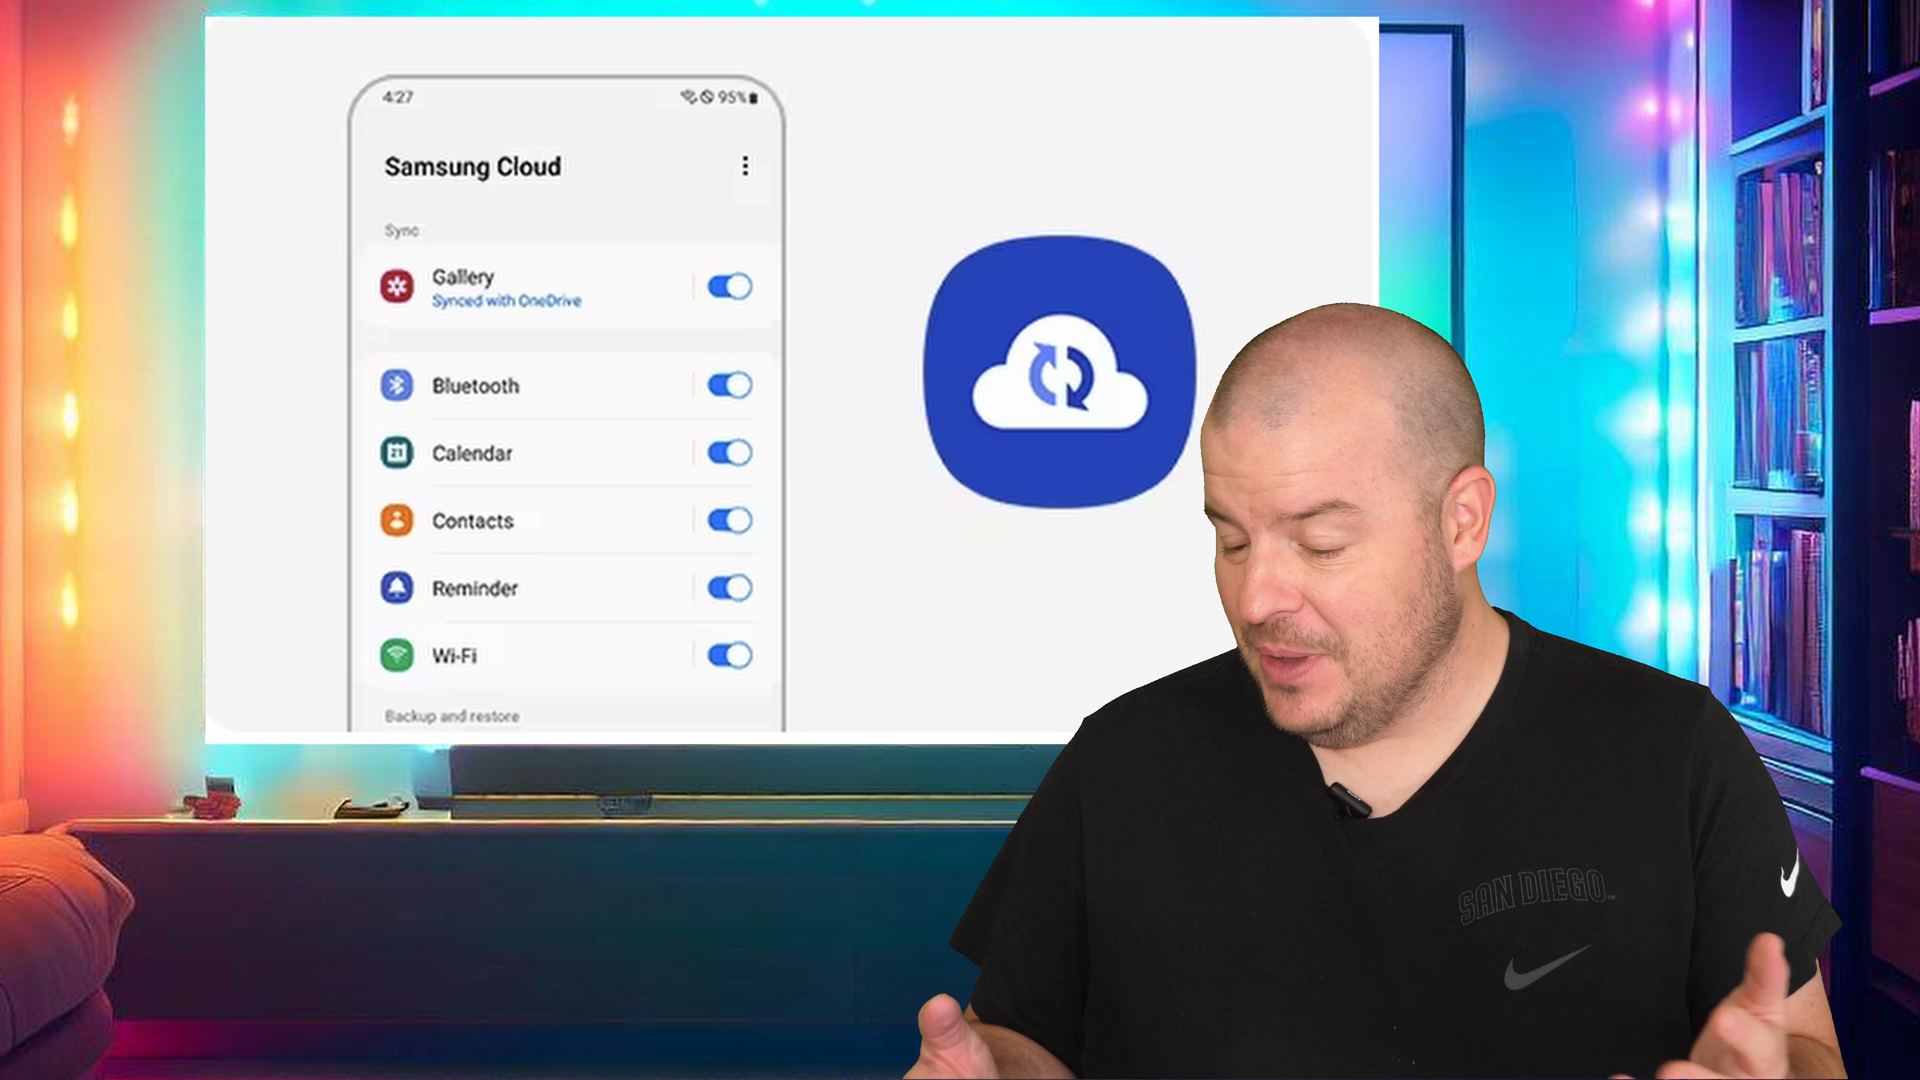 4:27
95%
Samsung Cloud
Sync
Gallery
Synced with OneDrive
Bluetooth
21
Calendar
Contacts
Reminder
Wi-Fi
Backup and restore
SAN DIEGO